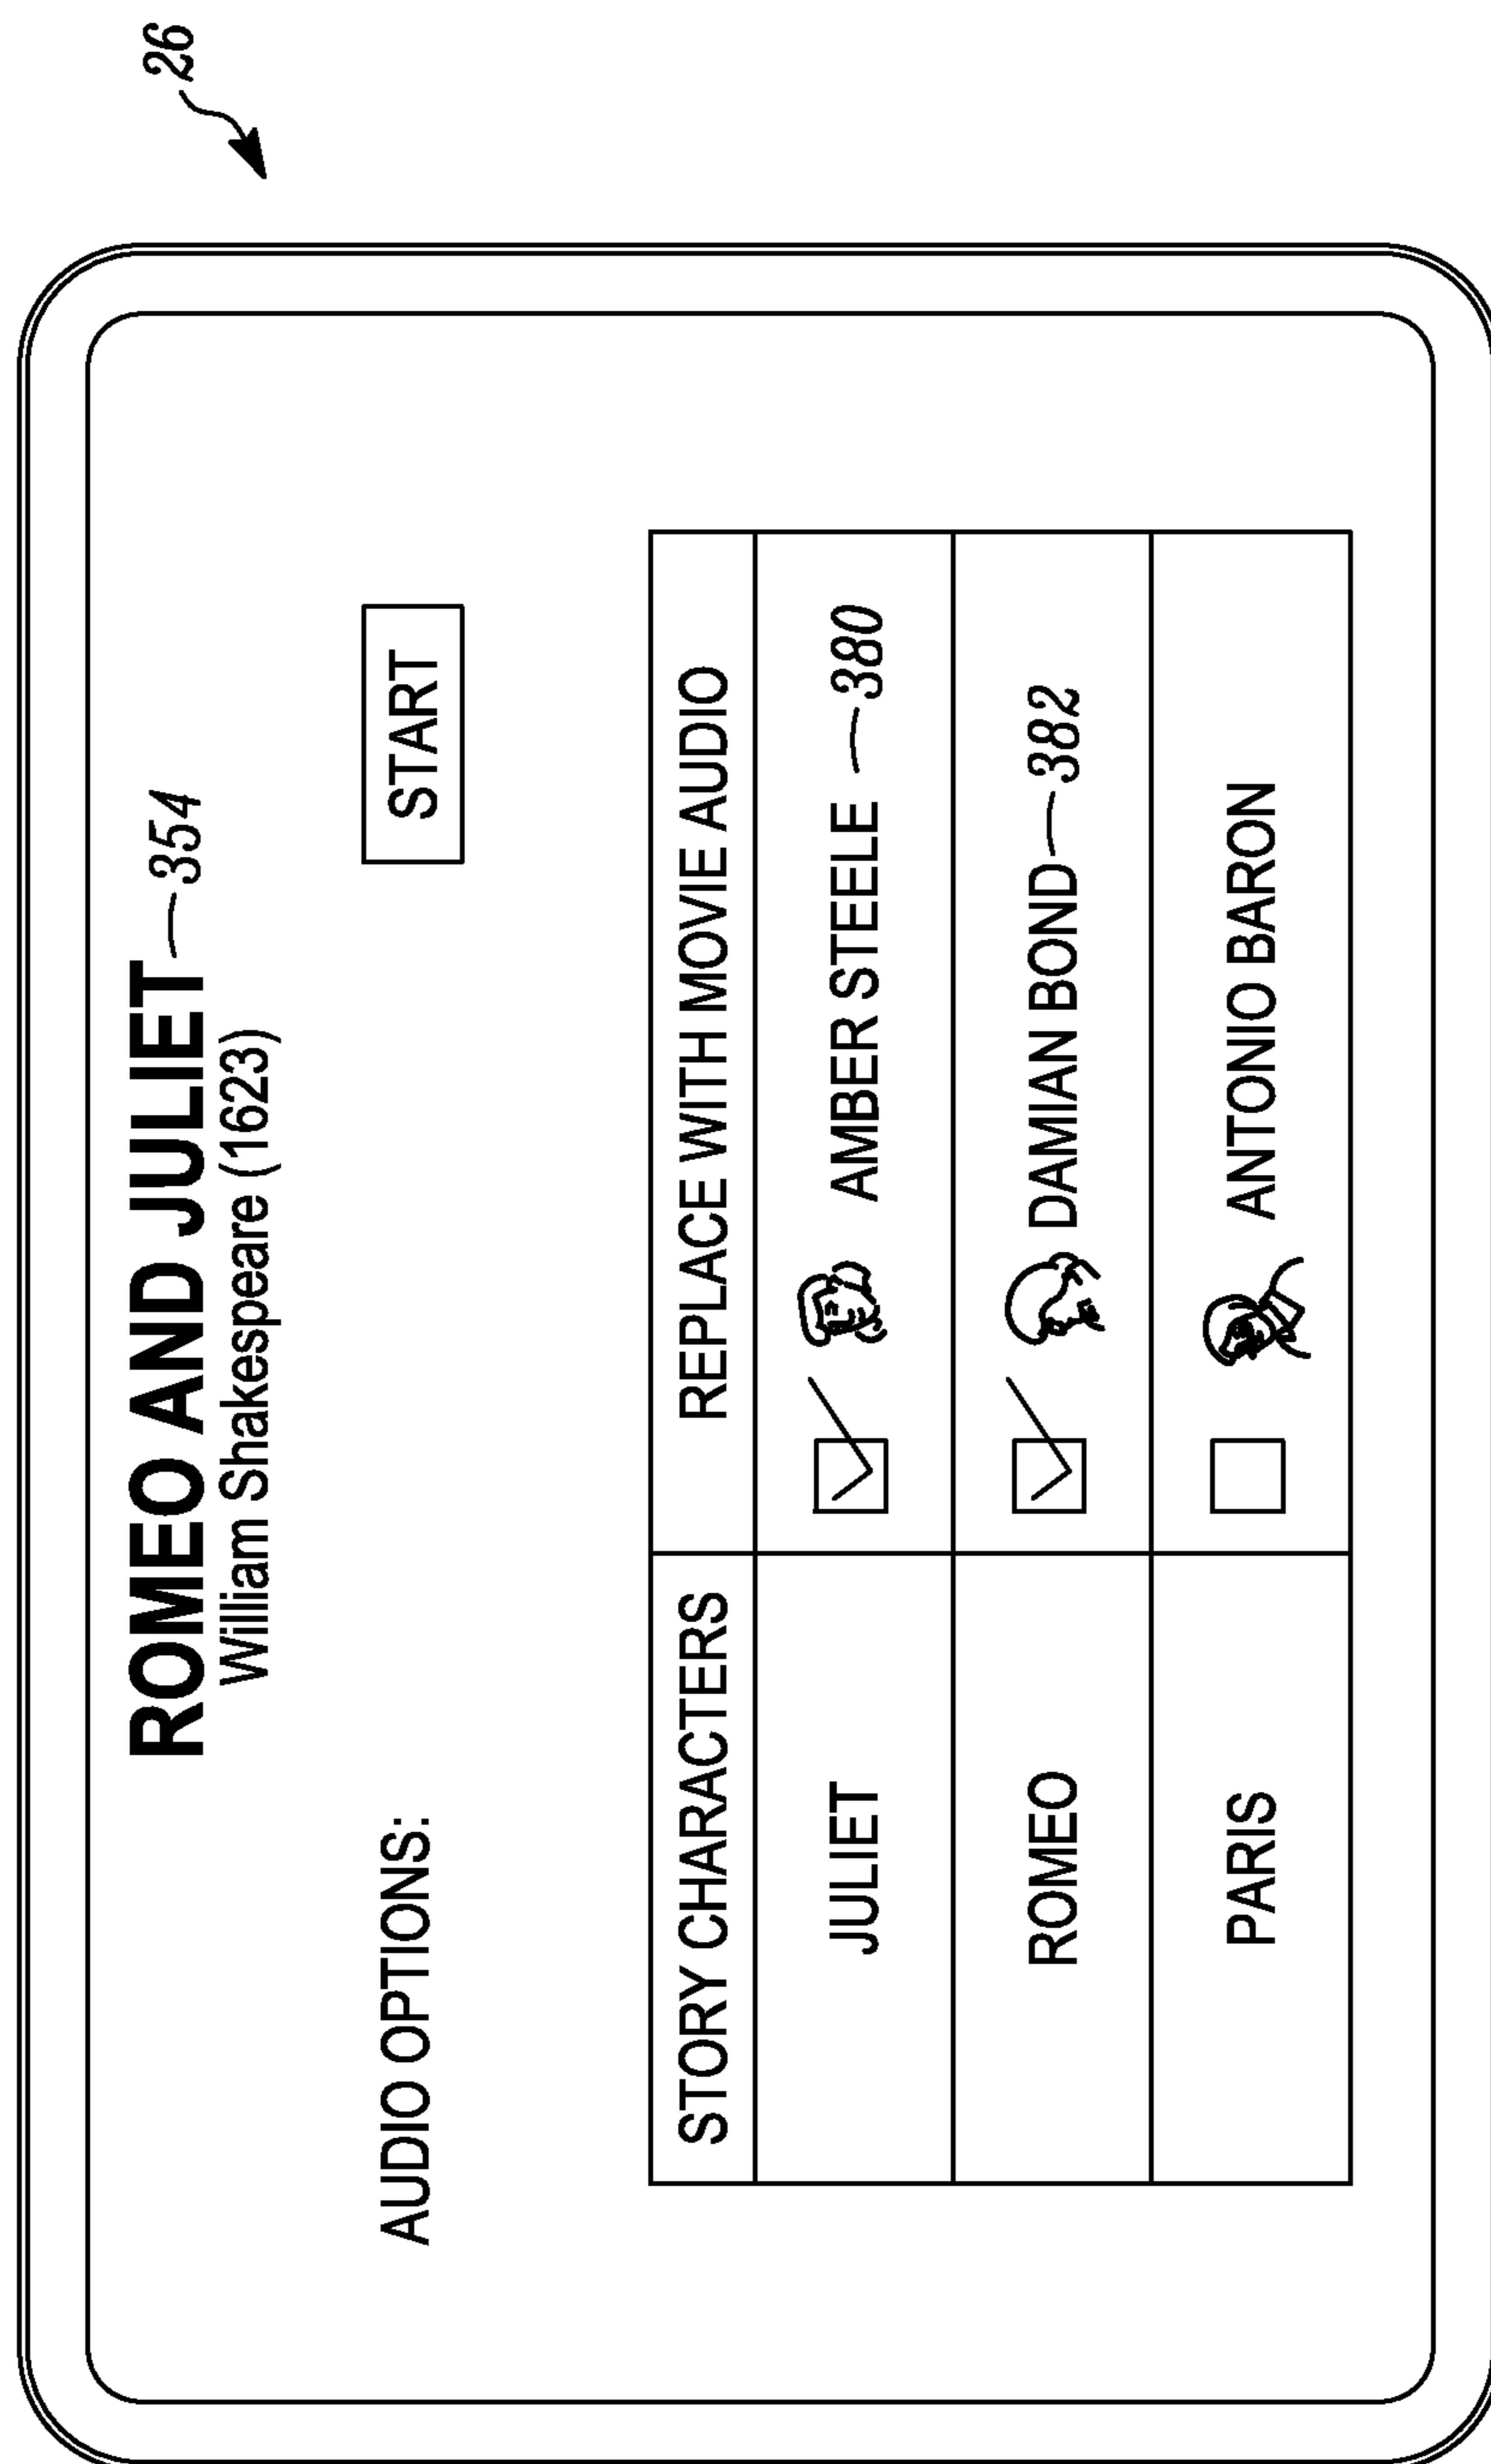 26
ROMEO AND JULIET 354
William Shakespeare (1623)
AUDIO OPTIONS:
START
STORY CHARACTERS REPLACE WITH MOVIE AUDIO
JULIET AMBER STEELE 380
ROMEO DAMIAN BOND 382
PARIS ANTONIO BARON